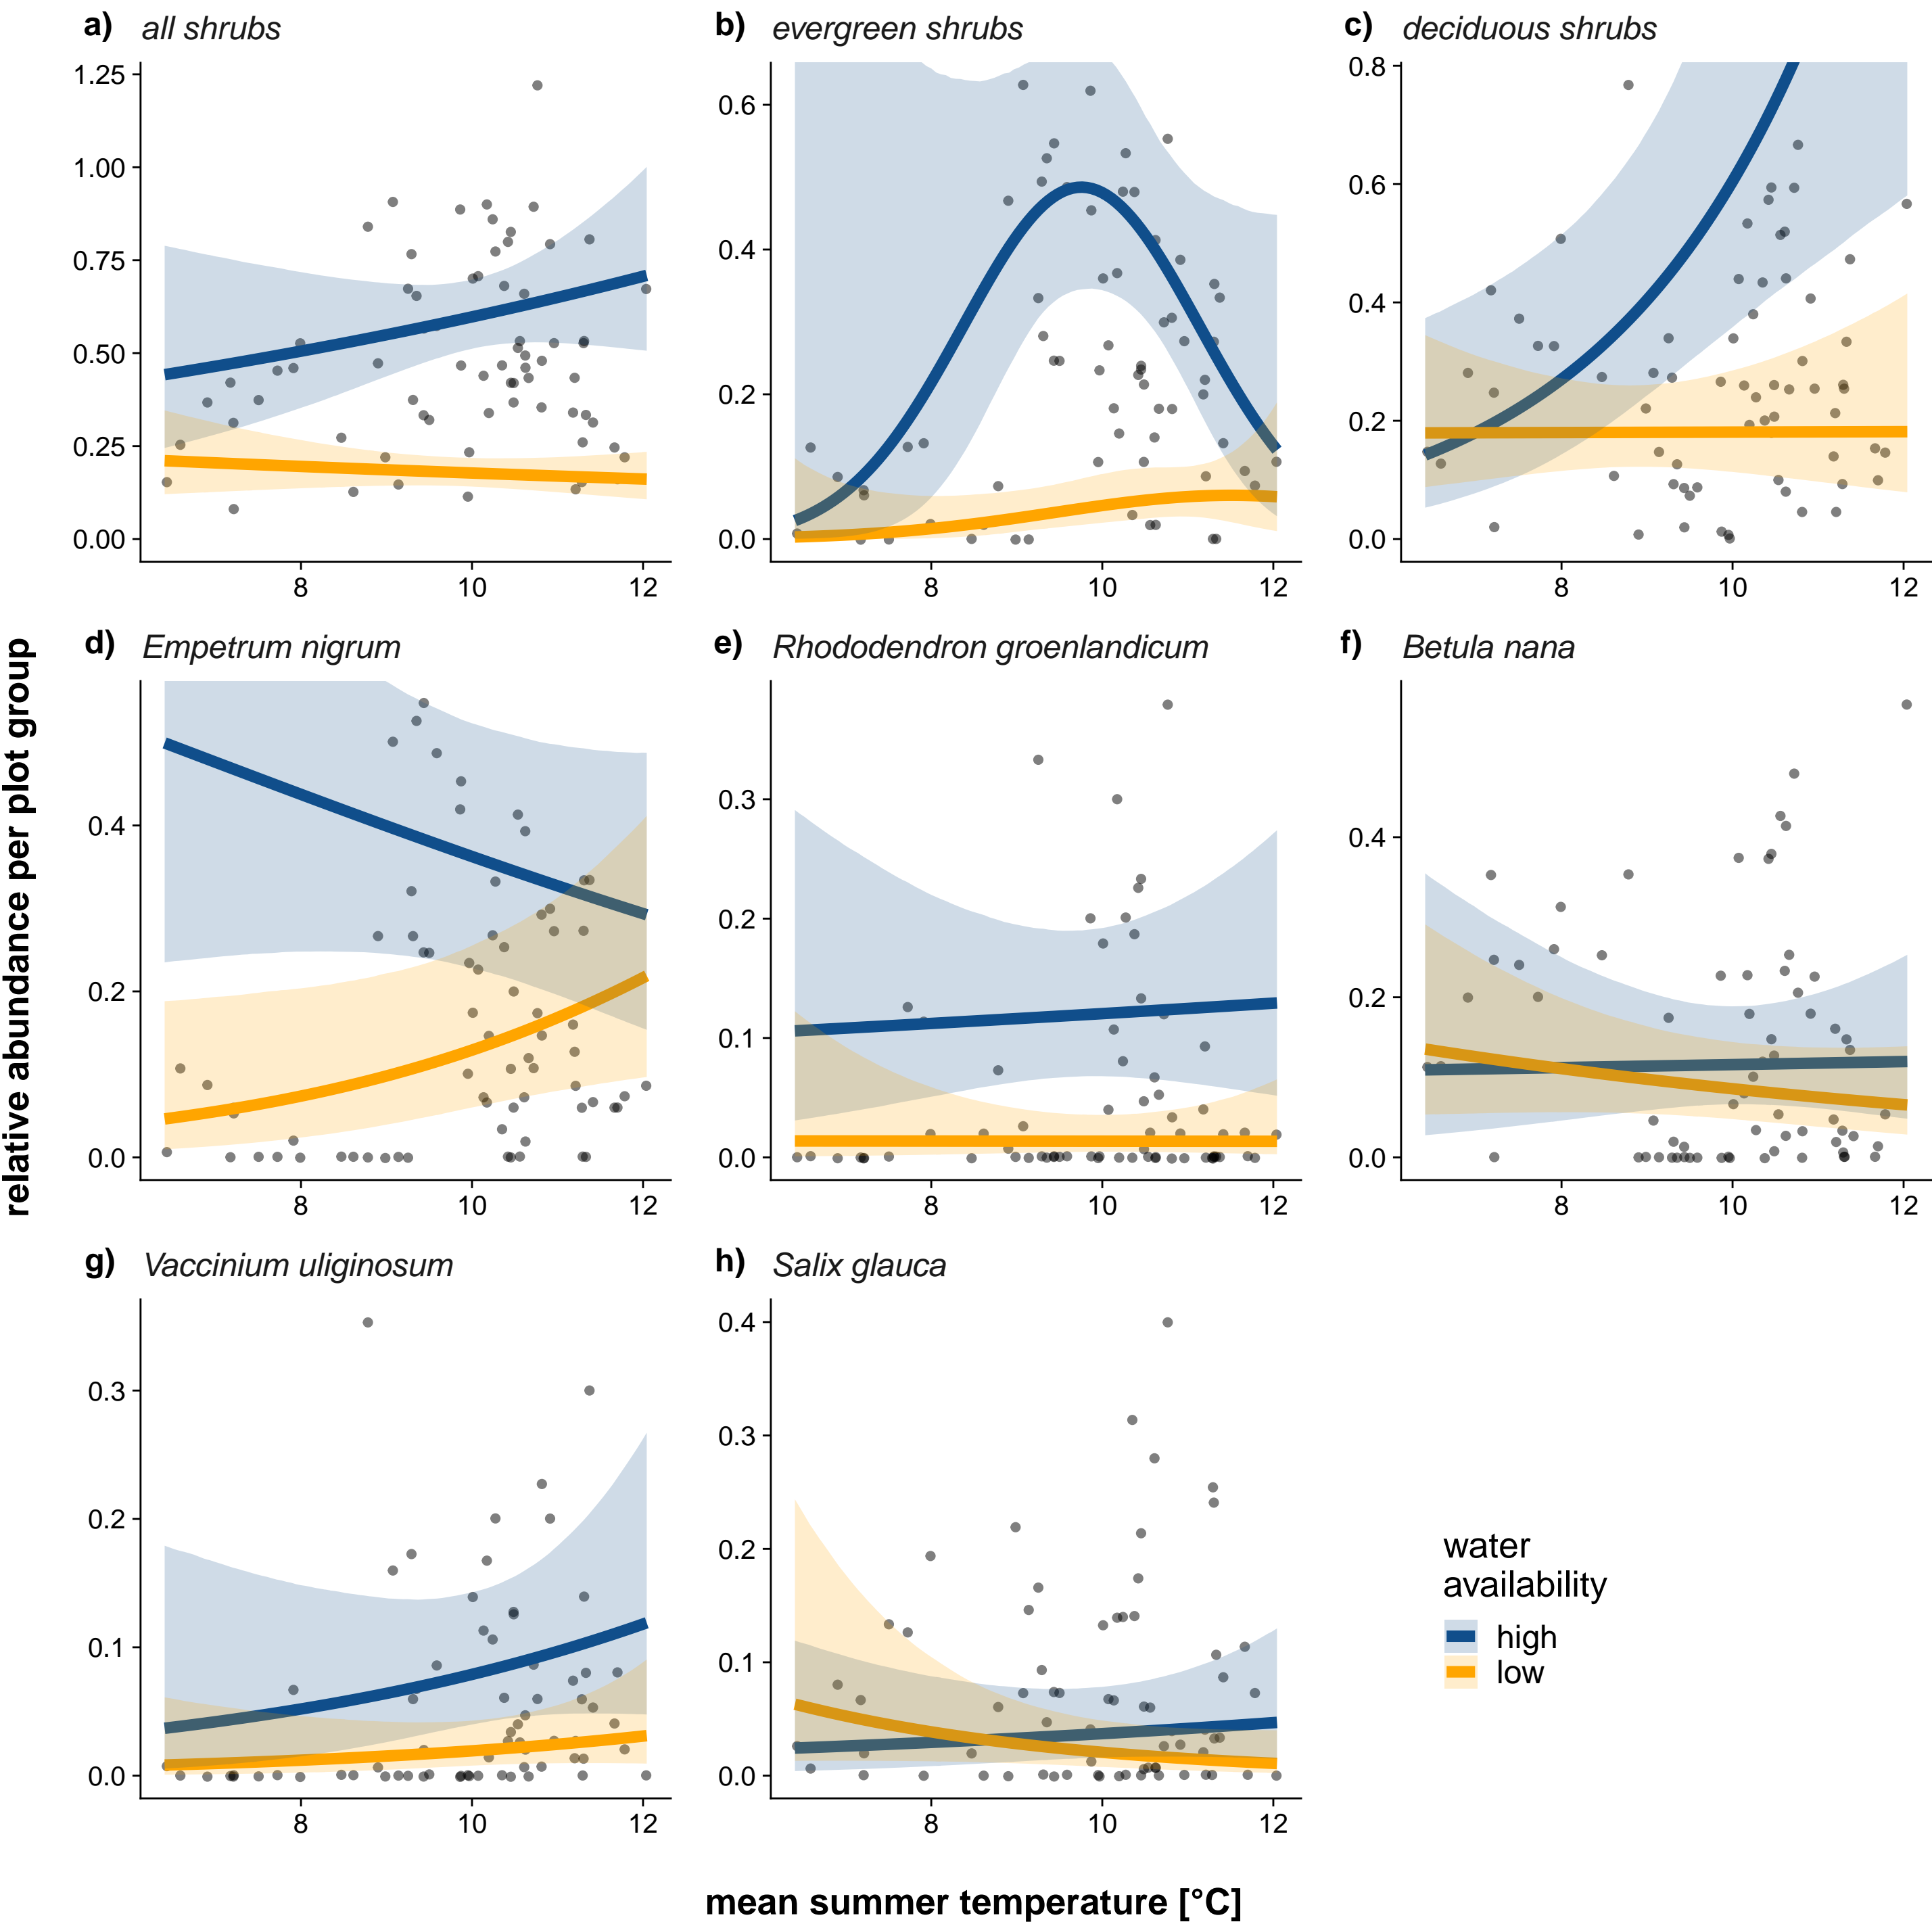 a) all shrubs
1.25
1.00
0.75
0.50
0.25
0.00
8 10 12
b) evergreen shrubs
0.6
0.4
0.2
0.0
8 10 12
c) deciduous shrubs
0.8
0.6
0.4
0.2
0.0
8 10 12
relative abundance per plot group
d) Empetrum nigrum
0.4
0.2
0.0
8 10 12
e) Rhododendron groenlandicum
0.3
0.2
0.1
0.0
8 10 12
f) Betula nana
0.4
0.2
0.0
8 10 12
g) Vaccinium uliginosum
0.3
0.2
0.1
0.0
8 10 12
h) Salix glauca
0.4
0.3
0.2
0.1
0.0
8 10 12
water
availability
high
low
mean summer temperature [°C]